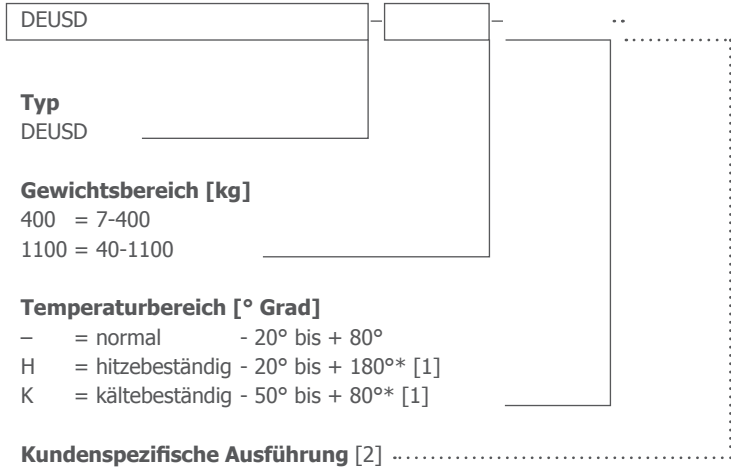 DEUSD – –
Typ
DEUSD
Gewichtsbereich [kg]
400 = 7-400
1100 = 40-1100
Temperaturbereich [° Grad]
– = normal - 20° bis + 80°
H = hitzebeständig - 20° bis + 180°* [1]
K = kältebeständig - 50° bis + 80°* [1]
Kundenspezifische Ausführung [2]